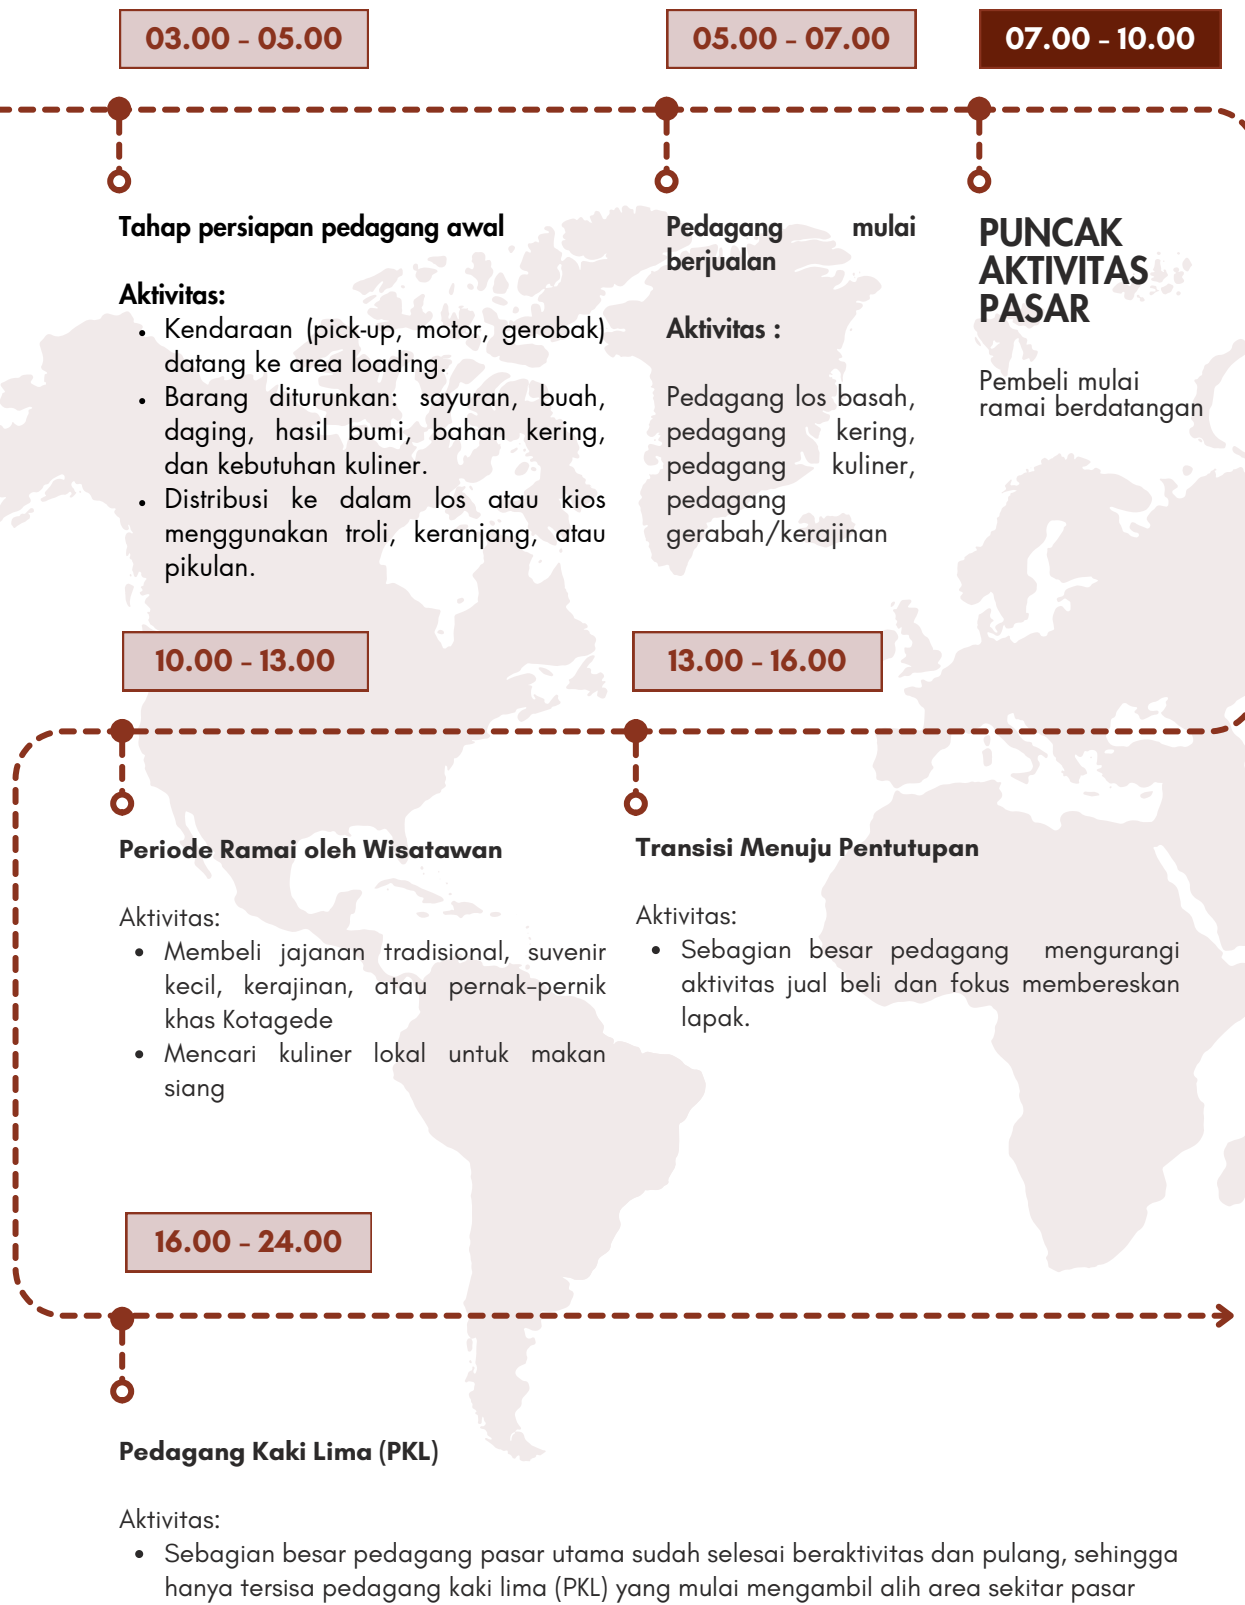 03.00 - 05.00
05.00 - 07.00
07.00 - 10.00
Tahap persiapan pedagang awal
Aktivitas:
• Kendaraan (pick-up, motor, gerobak)
datang ke area loading.
• Barang diturunkan: sayuran, buah,
daging, hasil bumi, bahan kering,
dan kebutuhan kuliner.
• Distribusi ke dalam los atau kios
menggunakan troli, keranjang, atau
pikulan.
Pedagang mulai
berjualan
Aktivitas :
Pedagang los basah,
pedagang kering,
pedagang kuliner,
pedagang
gerabah/kerajinan
PUNCAK
AKTIVITAS
PASAR
Pembeli mulai
ramai berdatangan
10.00 - 13.00
13.00 - 16.00
Periode Ramai oleh Wisatawan
Aktivitas:
• Membeli jajanan tradisional, suvenir
kecil, kerajinan, atau pernak-pernik
khas Kotagede
• Mencari kuliner lokal untuk makan
siang
Transisi Menuju Pentutupan
Aktivitas:
• Sebagian besar pedagang mengurangi
aktivitas jual beli dan fokus membereskan
lapak.
16.00 - 24.00
Pedagang Kaki Lima (PKL)
Aktivitas:
• Sebagian besar pedagang pasar utama sudah selesai beraktivitas dan pulang, sehingga
hanya tersisa pedagang kaki lima (PKL) yang mulai mengambil alih area sekitar pasar